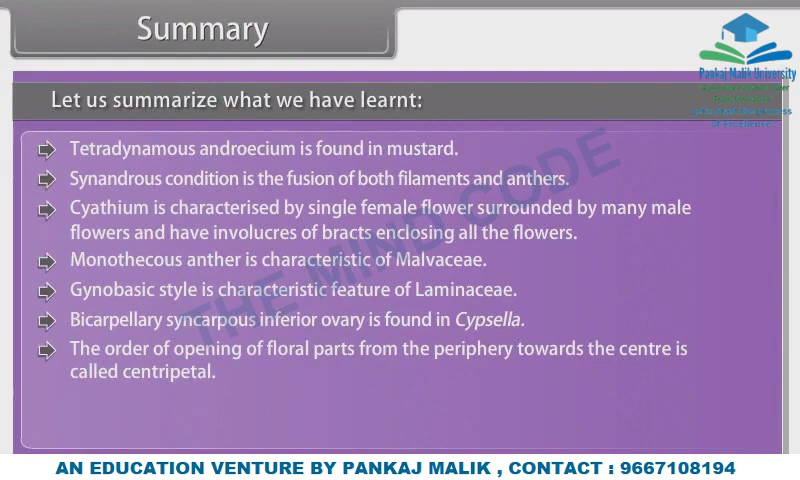 Summary
Pankaj Malik University
Let us summarize what we have learnt:
of Excellence
Tetradynamous androecium is found in mustard.
Synandrous condition is the fusion of both filaments and anthers.
Cyathium is characterised by single female flower surrounded by many male
flowers and have involucres of bracts enclosing all the flowers.
Monothecous anther is characteristic of Malvaceae.
Gynobasic style is characteristic feature of Laminaceae.
Bicarpellary syncarpous inferior ovary is found in Cypsella.
The order of opening of floral parts from the periphery towards the centre is
called centripetal.
THE MIND CODE
AN EDUCATION VENTURE BY PANKAJ MALIK , CONTACT : 9667108194